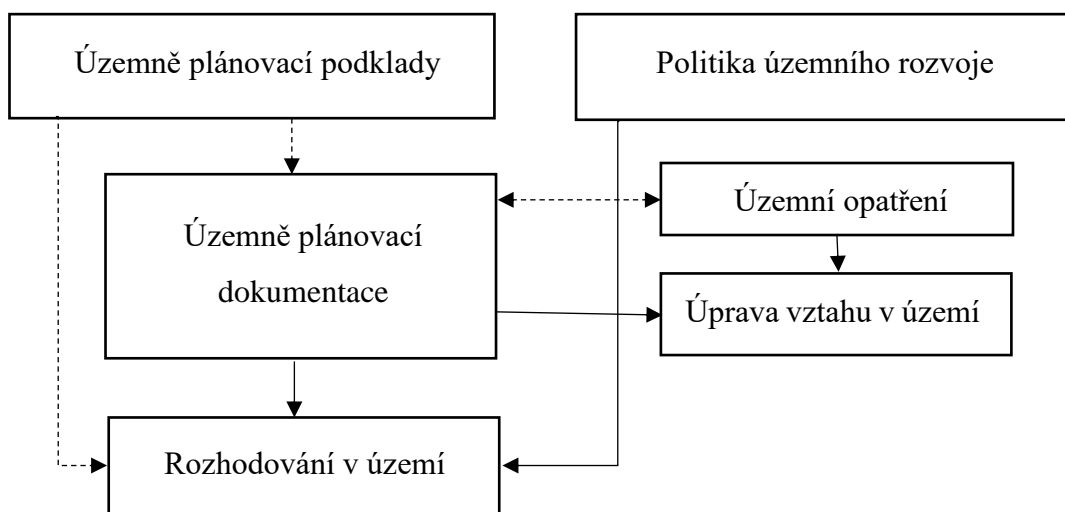 Územně plánovací podklady
Politika územního rozvoje
Územně plánovací
dokumentace
Územní opatření
Úprava vztahu v území
Rozhodování v území